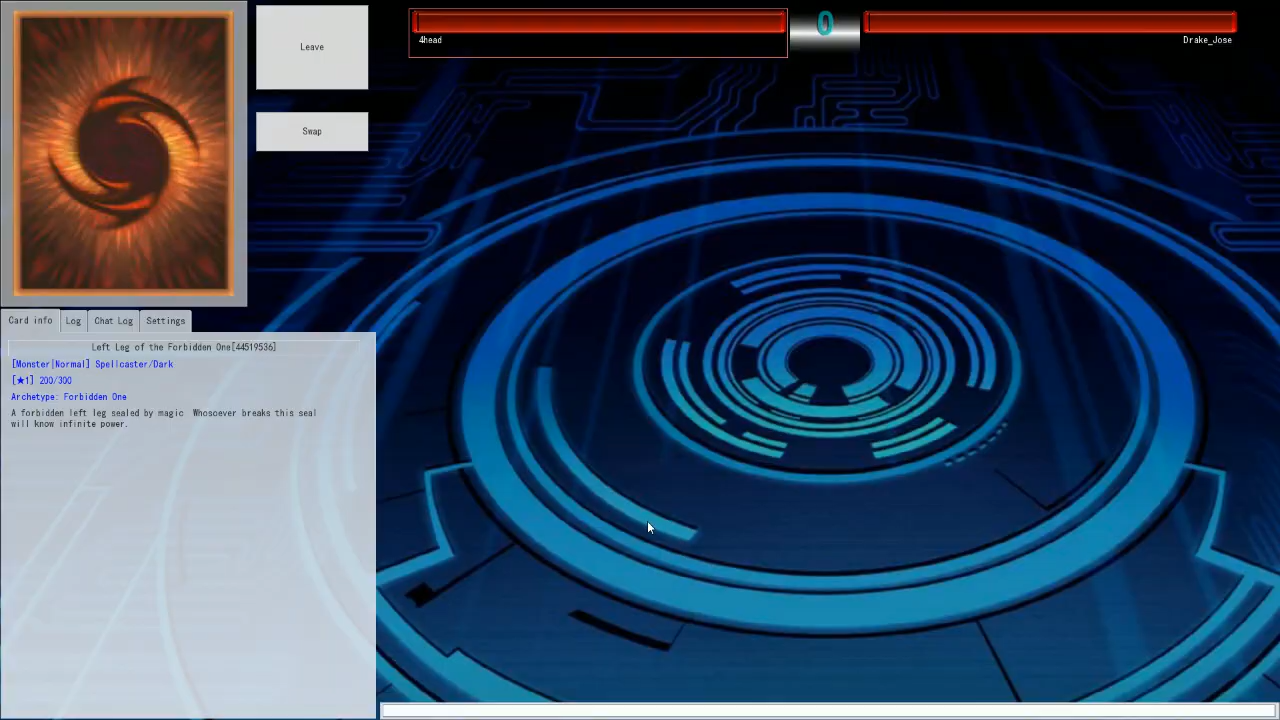 Leave
Swap
4head
0
Drake_Jose
Card info
Log
Chat Log
Settings
Left Leg of the Forbidden One[44519536]
[Monster|Normal] Spellcaster/Dark
[★1] 200/300
Archetype: Forbidden One
A forbidden left leg sealed by magic  Whosoever breaks this seal
will know infinite power.